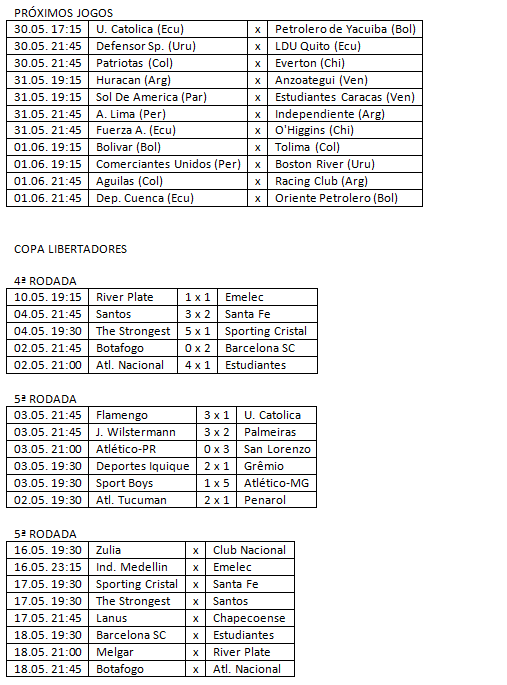 PRÓXIMOS JOGOS
30.05. 17:15 U. Catolica (Ecu) x Petrolero de Yacuiba (Bol)
30.05. 21:45 Defensor Sp. (Uru) x LDU Quito (Ecu)
30.05. 21:45 Patriotas (Col) x Everton (Chi)
31.05. 19:15 Huracan (Arg) x Anzoategui (Ven)
31.05. 19:15 Sol De America (Par) x Estudiantes Caracas (Ven)
31.05. 21:45 A. Lima (Per) x Independiente (Arg)
31.05. 21:45 Fuerza A. (Ecu) x O'Higgins (Chi)
01.06. 19:15 Bolivar (Bol) x Tolima (Col)
01.06. 19:15 Comerciantes Unidos (Per) x Boston River (Uru)
01.06. 21:45 Aguilas (Col) x Racing Club (Arg)
01.06. 21:45 Dep. Cuenca (Ecu) x Oriente Petrolero (Bol)
COPA LIBERTADORES
4ª RODADA
10.05. 19:15 River Plate 1 x 1 Emelec
04.05. 21:45 Santos 3 x 2 Santa Fe
04.05. 19:30 The Strongest 5 x 1 Sporting Cristal
02.05. 21:45 Botafogo 0 x 2 Barcelona SC
02.05. 21:00 Atl. Nacional 4 x 1 Estudiantes
5ª RODADA
03.05. 21:45 Flamengo 3 x 1 U. Catolica
03.05. 21:45 J. Wilstermann 3 x 2 Palmeiras
03.05. 21:00 Atlético-PR 0 x 3 San Lorenzo
03.05. 19:30 Deportes Iquique 2 x 1 Grêmio
03.05. 19:30 Sport Boys 1 x 5 Atlético-MG
02.05. 19:30 Atl. Tucuman 2 x 1 Penarol
5ª RODADA
16.05. 19:30 Zulia x Club Nacional
16.05. 23:15 Ind. Medellin x Emelec
17.05. 19:30 Sporting Cristal x Santa Fe
17.05. 19:30 The Strongest x Santos
17.05. 21:45 Lanus x Chapecoense
18.05. 19:30 Barcelona SC x Estudiantes
18.05. 21:00 Melgar x River Plate
18.05. 21:45 Botafogo x Atl. Nacional